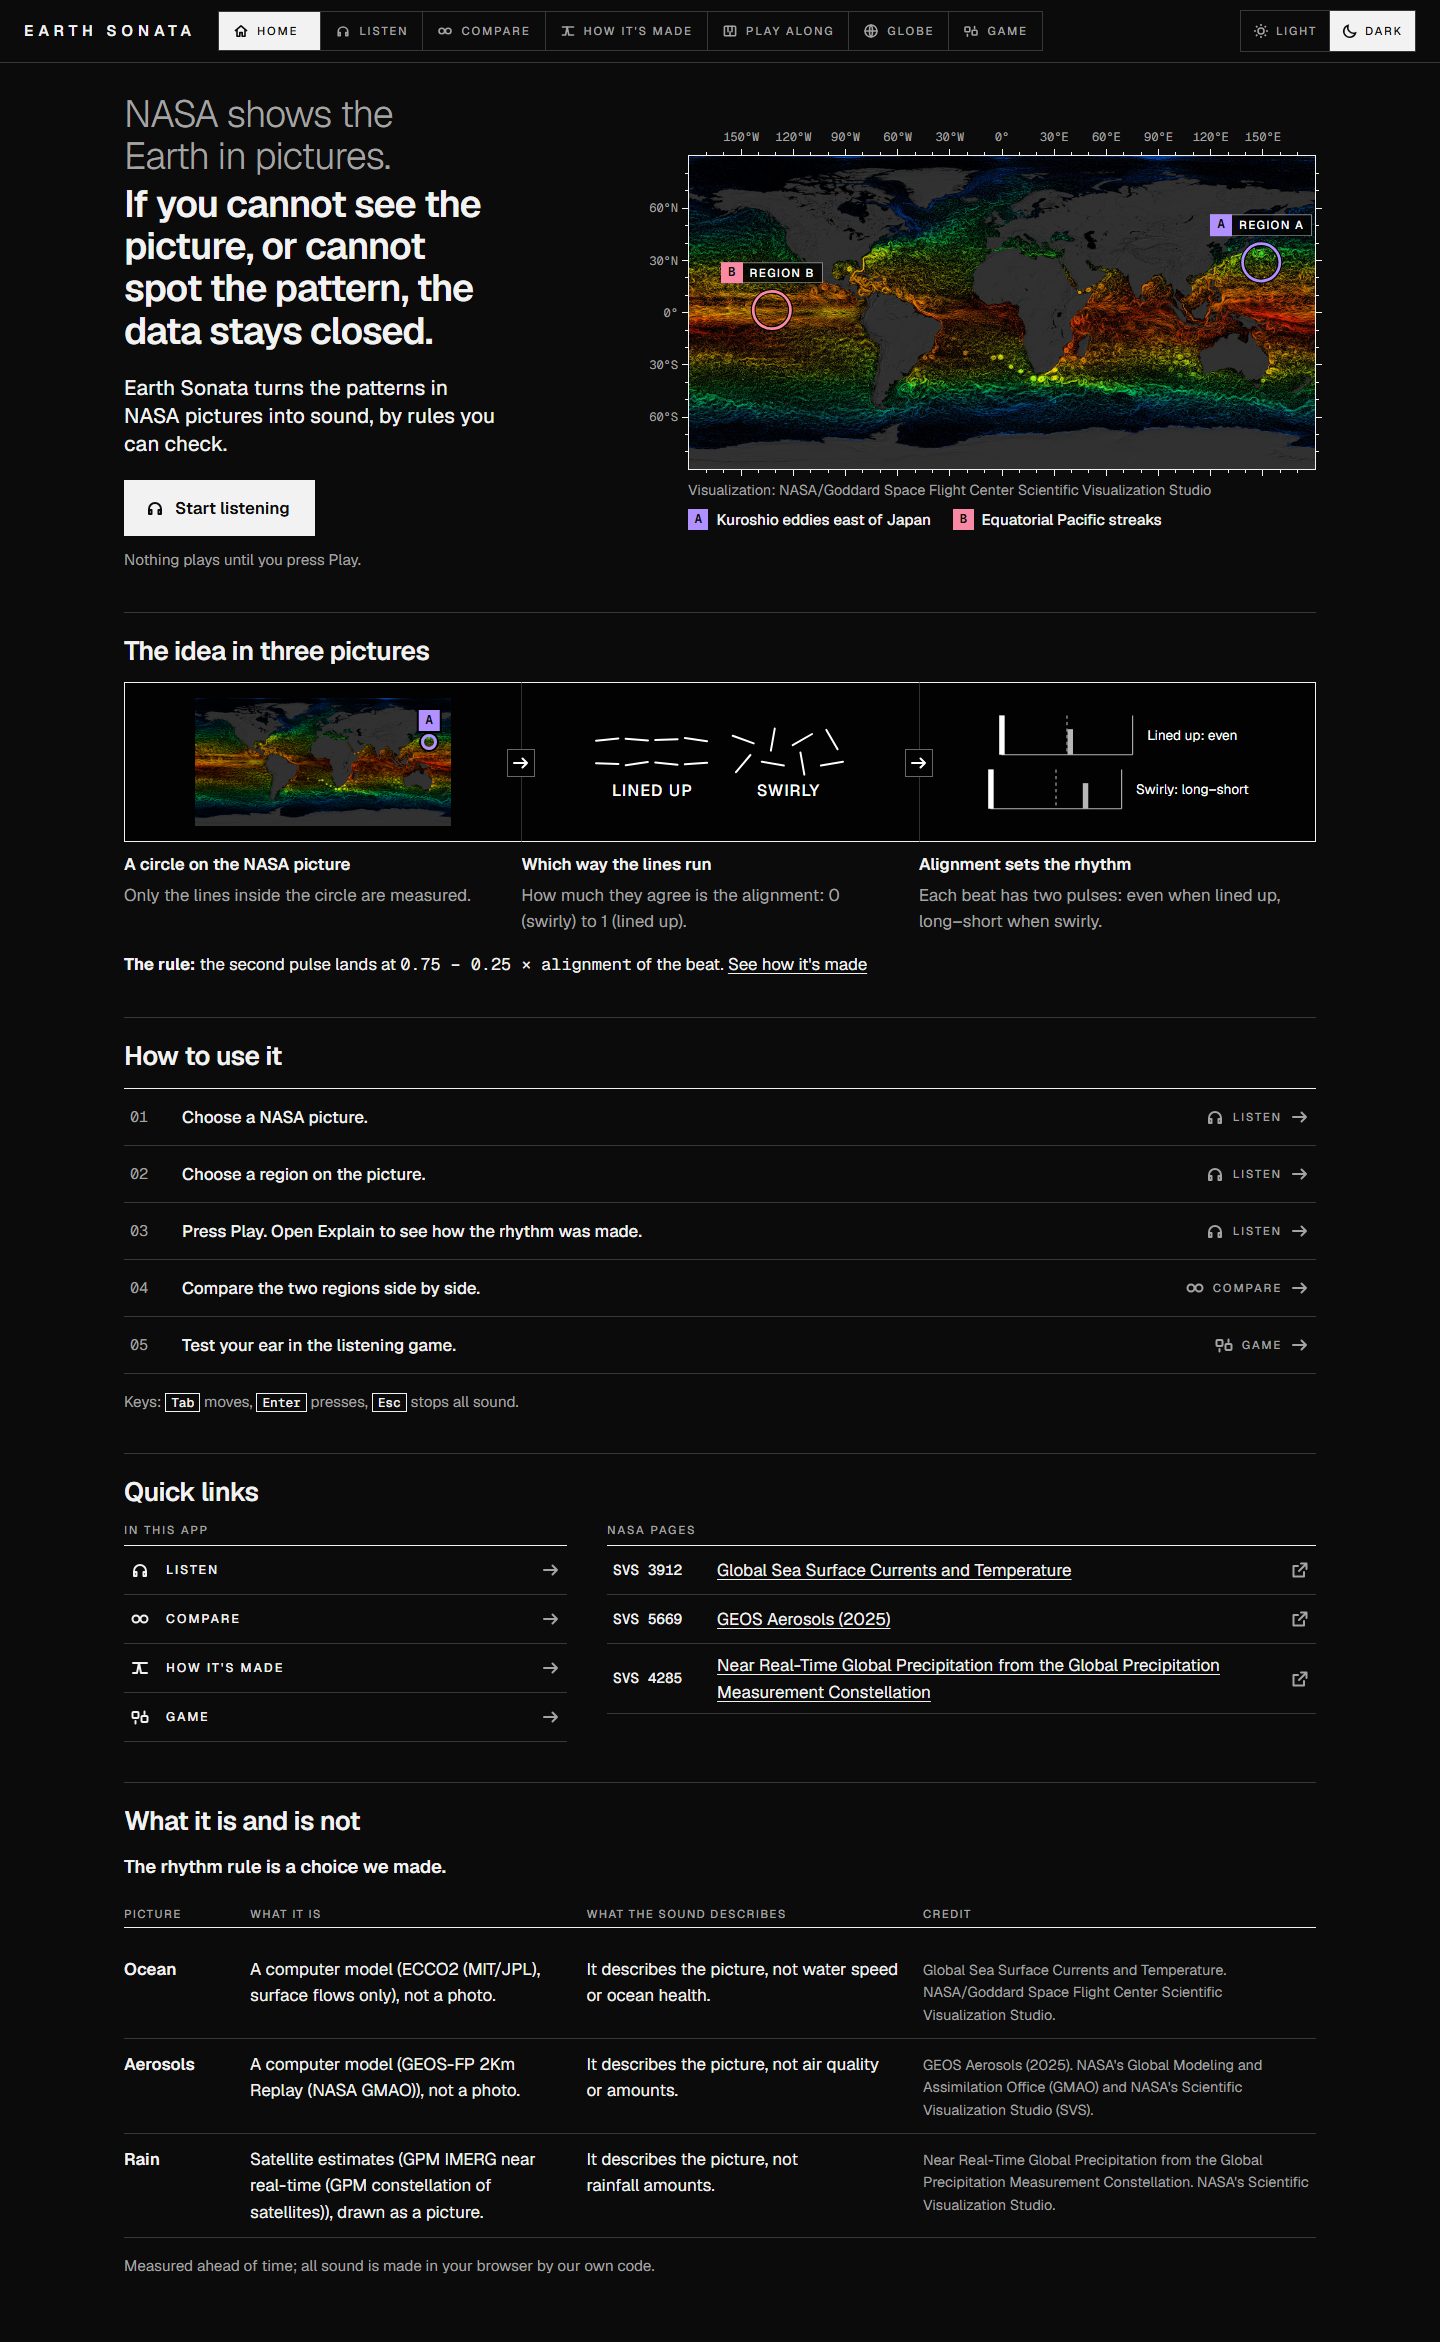 EARTH SONATA
HOME
LISTEN
COMPARE
HOW IT'S MADE
PLAY ALONG
GLOBE
GAME
LIGHT
DARK
NASA shows the
Earth in pictures.
If you cannot see the
picture, or cannot
spot the pattern, the
data stays closed.
Earth Sonata turns the patterns in
NASA pictures into sound, by rules you
can check.
Start listening
Nothing plays until you press Play.
150°W 120°W 90°W 60°W 30°W 0° 30°E 60°E 90°E 120°E 150°E
60°N
30°N
0°
30°S
60°S
A REGION A
B REGION B
Visualization: NASA/Goddard Space Flight Center Scientific Visualization Studio
A Kuroshio eddies east of Japan
B Equatorial Pacific streaks
The idea in three pictures
A
LINED UP
SWIRLY
Lined up: even
Swirly: long–short
A circle on the NASA picture
Only the lines inside the circle are measured.
Which way the lines run
How much they agree is the alignment: 0
(swirly) to 1 (lined up).
Alignment sets the rhythm
Each beat has two pulses: even when lined up,
long–short when swirly.
The rule: the second pulse lands at 0.75 − 0.25 × alignment of the beat. See how it's made
How to use it
01 Choose a NASA picture. LISTEN
02 Choose a region on the picture. LISTEN
03 Press Play. Open Explain to see how the rhythm was made. LISTEN
04 Compare the two regions side by side. COMPARE
05 Test your ear in the listening game. GAME
Keys: Tab moves, Enter presses, Esc stops all sound.
Quick links
IN THIS APP
LISTEN
COMPARE
HOW IT'S MADE
GAME
NASA PAGES
SVS 3912 Global Sea Surface Currents and Temperature
SVS 5669 GEOS Aerosols (2025)
SVS 4285 Near Real-Time Global Precipitation from the Global Precipitation
Measurement Constellation
What it is and is not
The rhythm rule is a choice we made.
PICTURE WHAT IT IS WHAT THE SOUND DESCRIBES CREDIT
Ocean
A computer model (ECCO2 (MIT/JPL),
surface flows only), not a photo.
It describes the picture, not water speed
or ocean health.
Global Sea Surface Currents and Temperature.
NASA/Goddard Space Flight Center Scientific
Visualization Studio.
Aerosols
A computer model (GEOS-FP 2Km
Replay (NASA GMAO)), not a photo.
It describes the picture, not air quality
or amounts.
GEOS Aerosols (2025). NASA's Global Modeling and
Assimilation Office (GMAO) and NASA's Scientific
Visualization Studio (SVS).
Rain
Satellite estimates (GPM IMERG near
real-time (GPM constellation of
satellites)), drawn as a picture.
It describes the picture, not
rainfall amounts.
Near Real-Time Global Precipitation from the Global
Precipitation Measurement Constellation. NASA's Scientific
Visualization Studio.
Measured ahead of time; all sound is made in your browser by our own code.